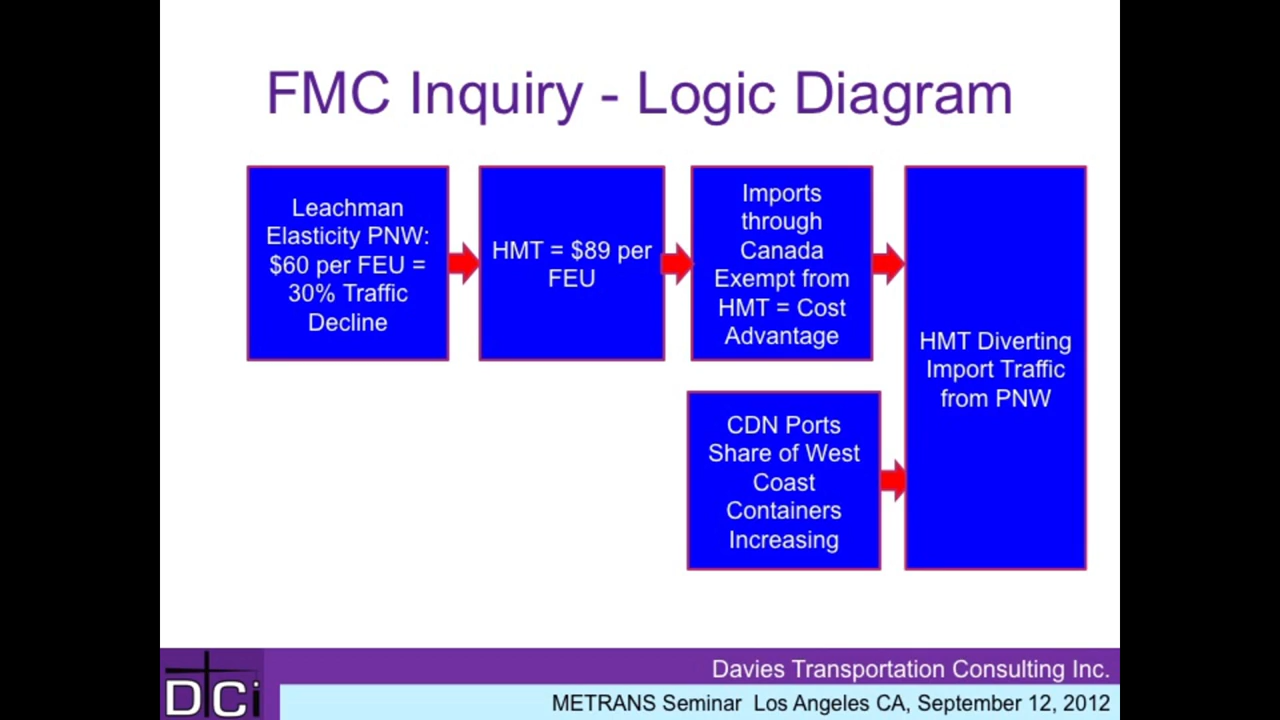 FMC Inquiry - Logic Diagram
Leachman
Elasticity PNW:
$60 per FEU =
30% Traffic
Decline
HMT = $89 per
FEU
Imports
through
Canada
Exempt from
HMT = Cost
Advantage
HMT Diverting
Import Traffic
from PNW
CDN Ports
Share of West
Coast
Containers
Increasing
DCi
Davies Transportation Consulting Inc.
METRANS Seminar Los Angeles CA, September 12, 2012